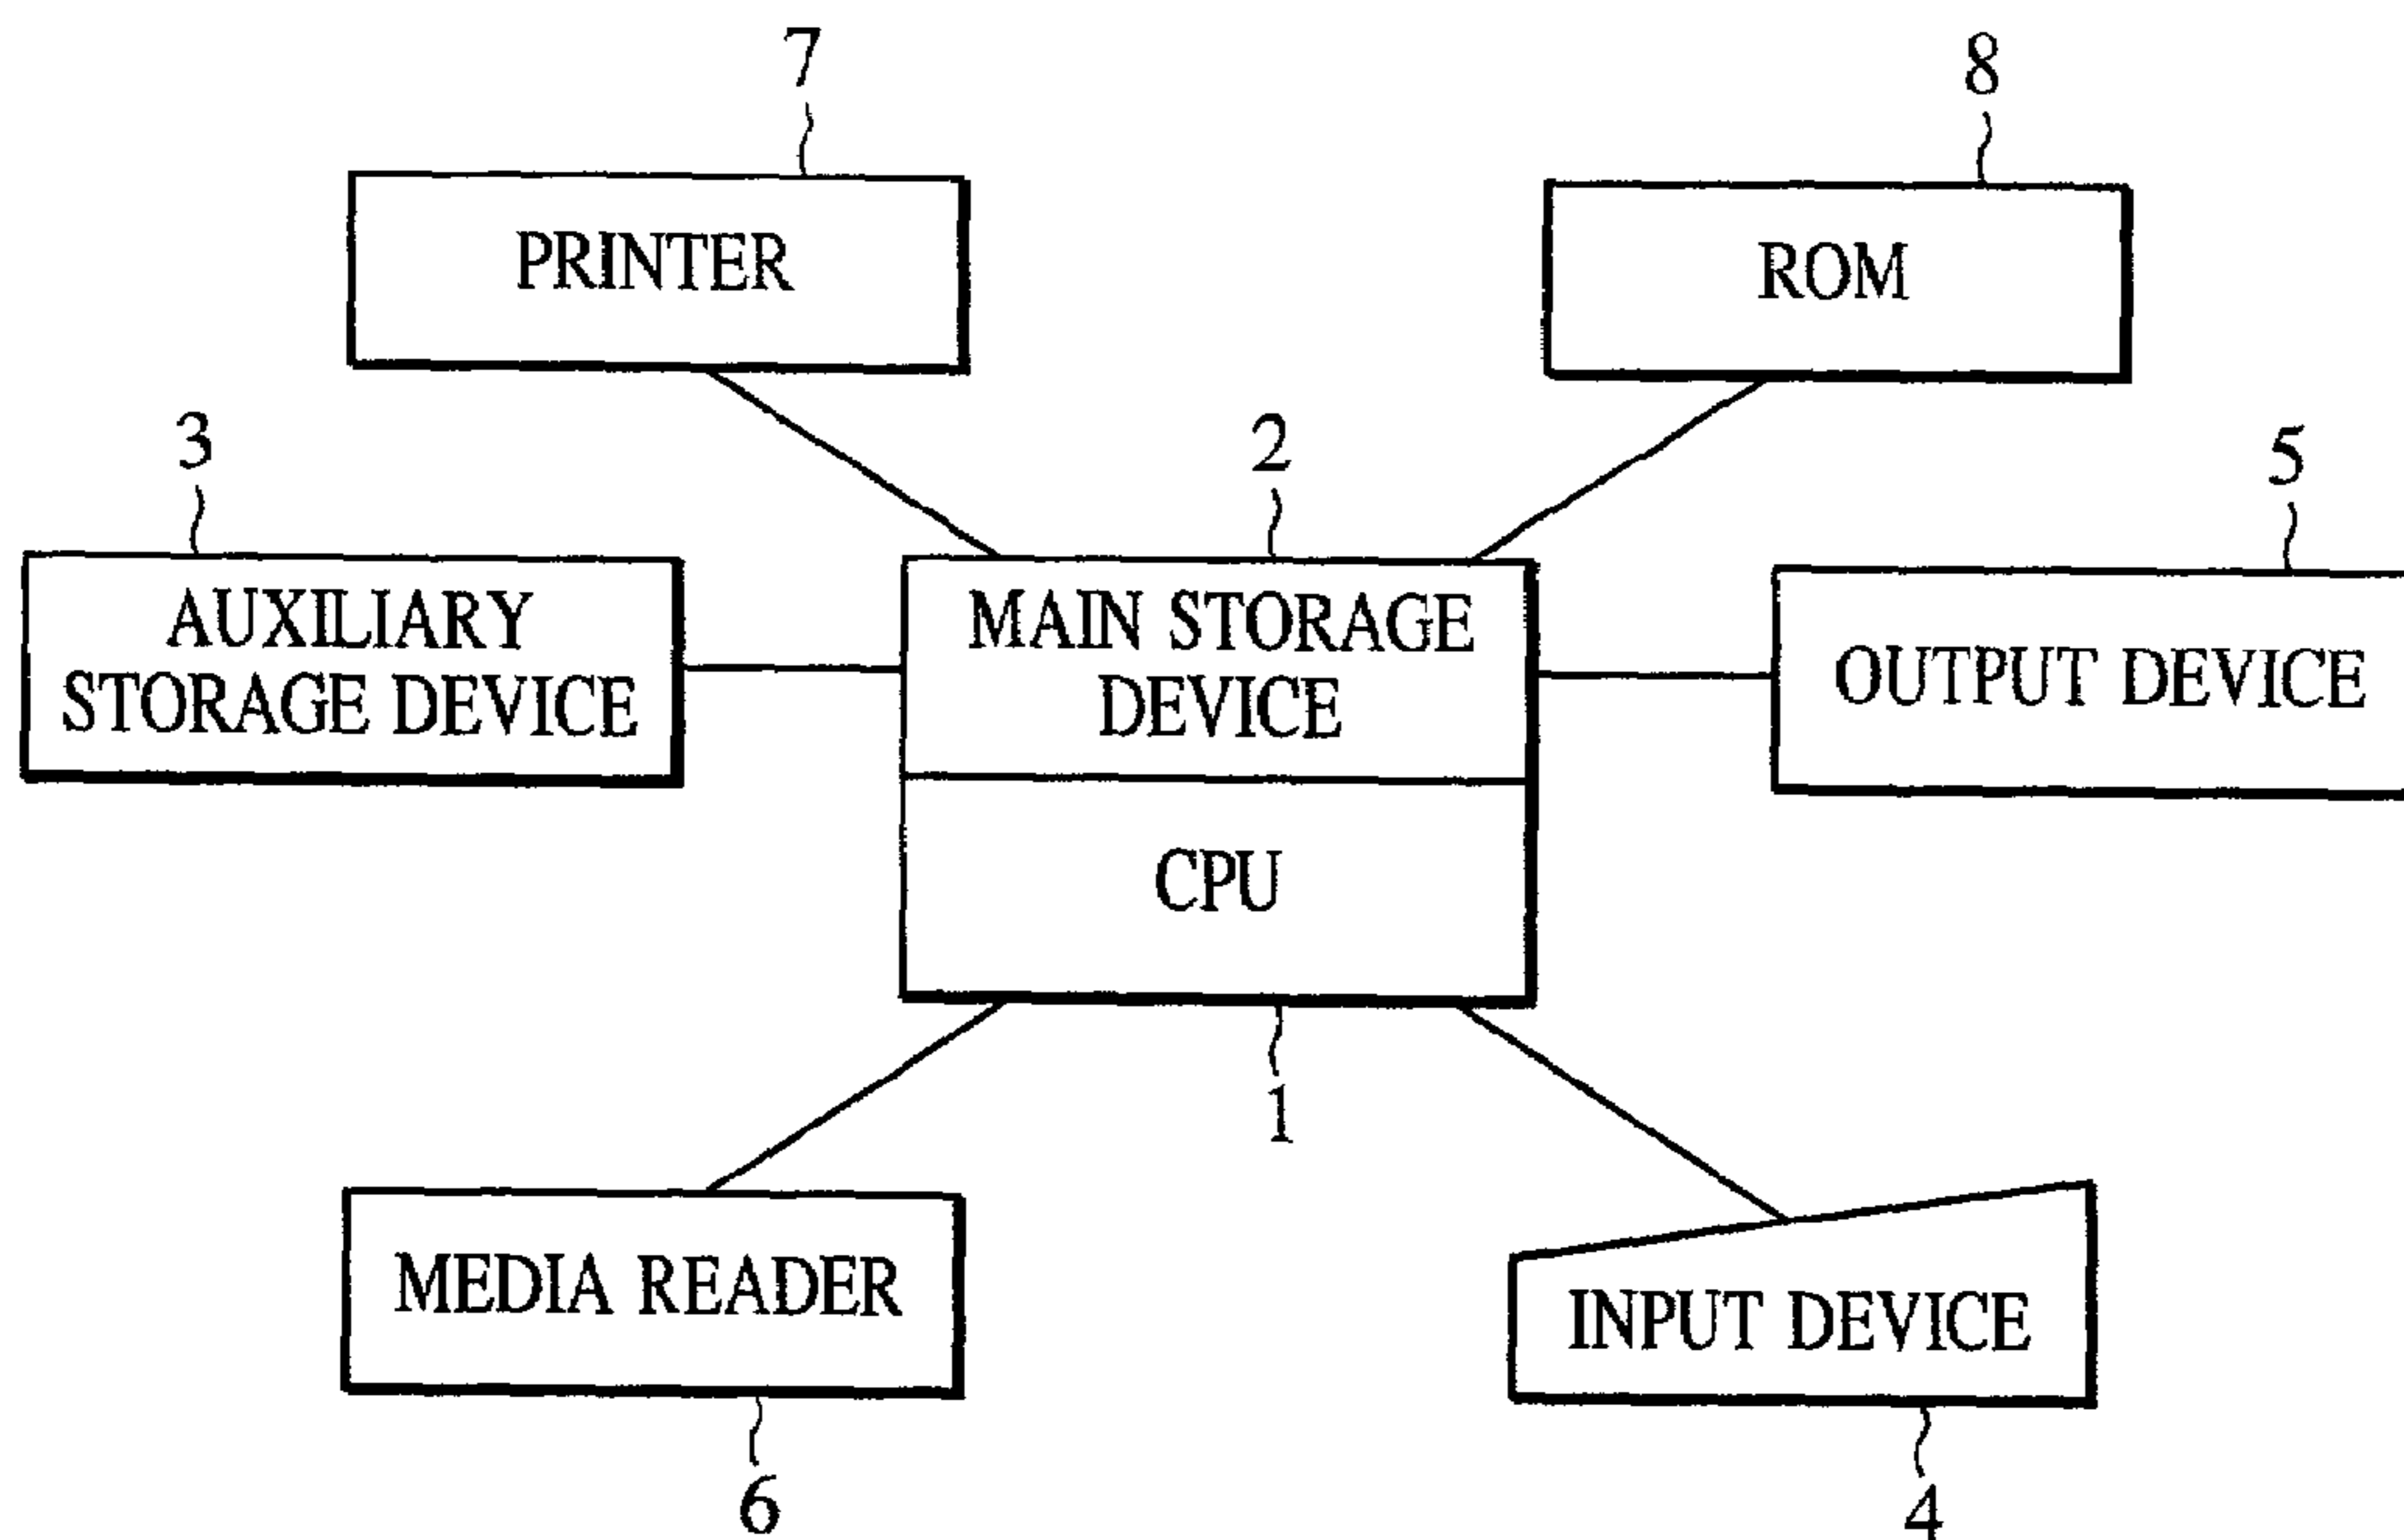 7
8
PRINTER
ROM
3
2
5
AUXILIARY
STORAGE DEVICE
MAIN STORAGE
DEVICE
OUTPUT DEVICE
CPU
1
MEDIA READER
INPUT DEVICE
6
4